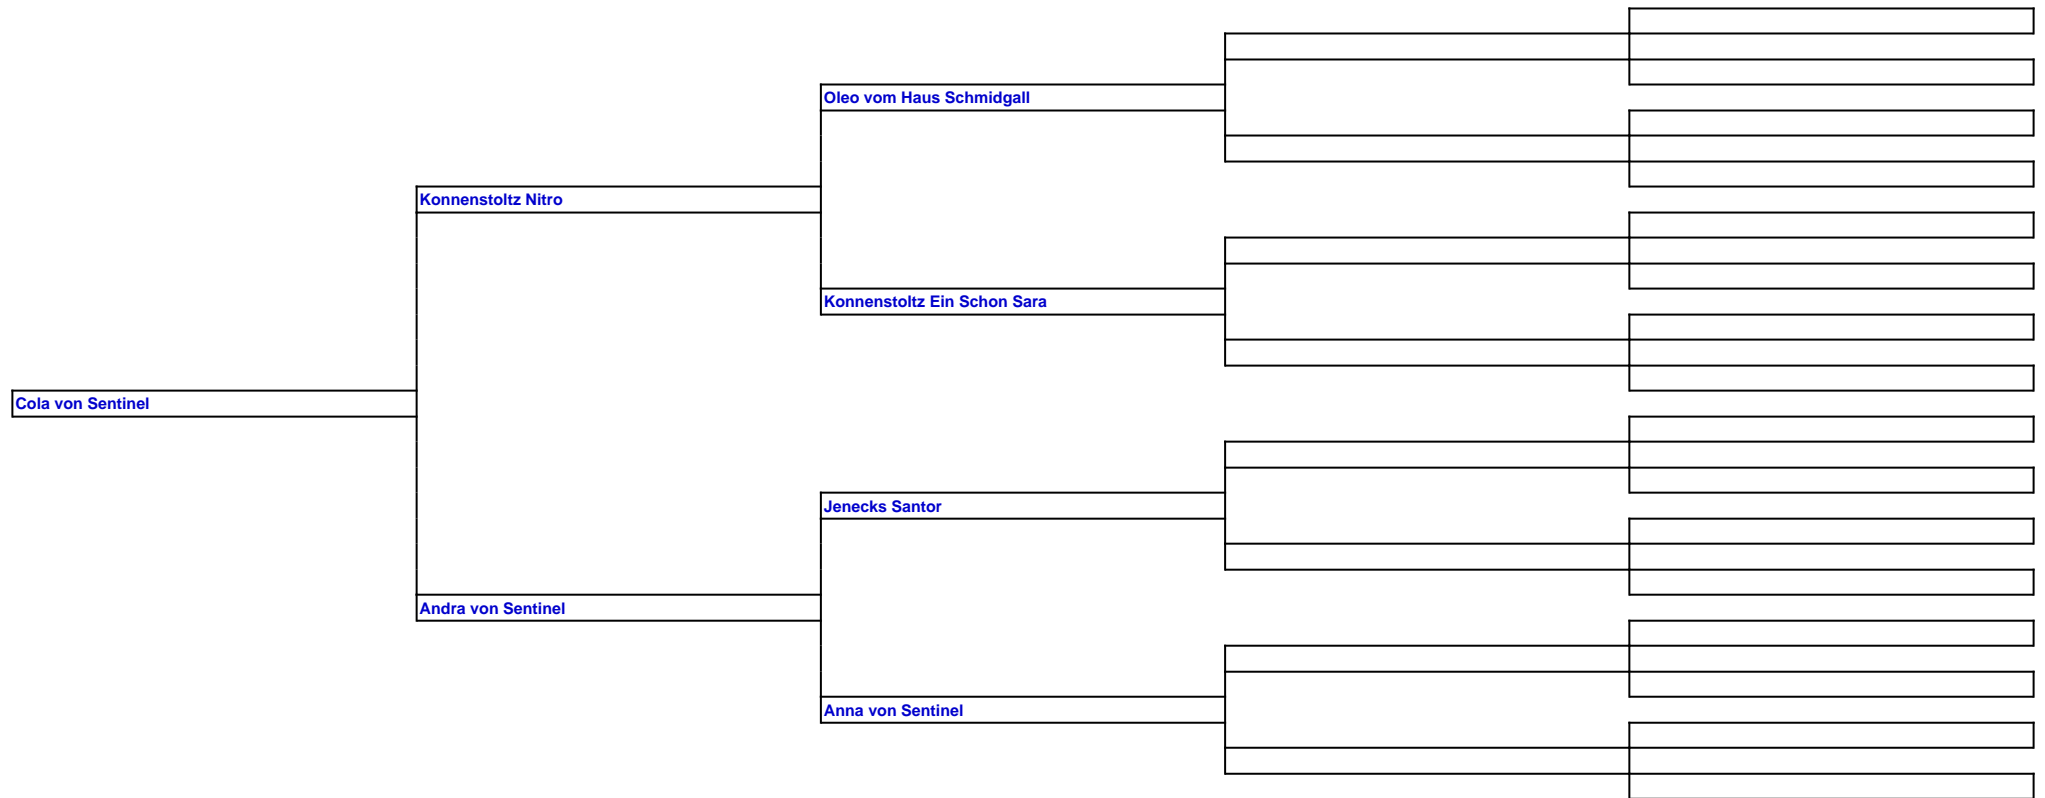 Oleo vom Haus Schmidgall
Konnenstoltz Nitro
Konnenstoltz Ein Schon Sara
Cola von Sentinel
Jenecks Santor
Andra von Sentinel
Anna von Sentinel